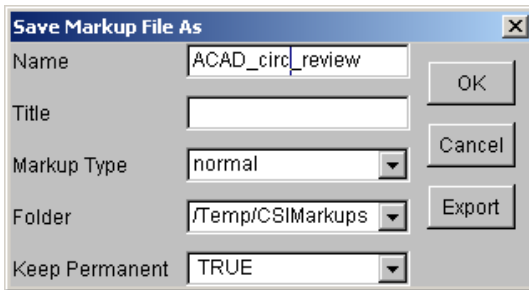 Save Markup File As
Name ACAD_circ_review
OK
Title
Cancel
Markup Type normal
Export
Folder /Temp/CSIMarkups
Keep Permanent TRUE